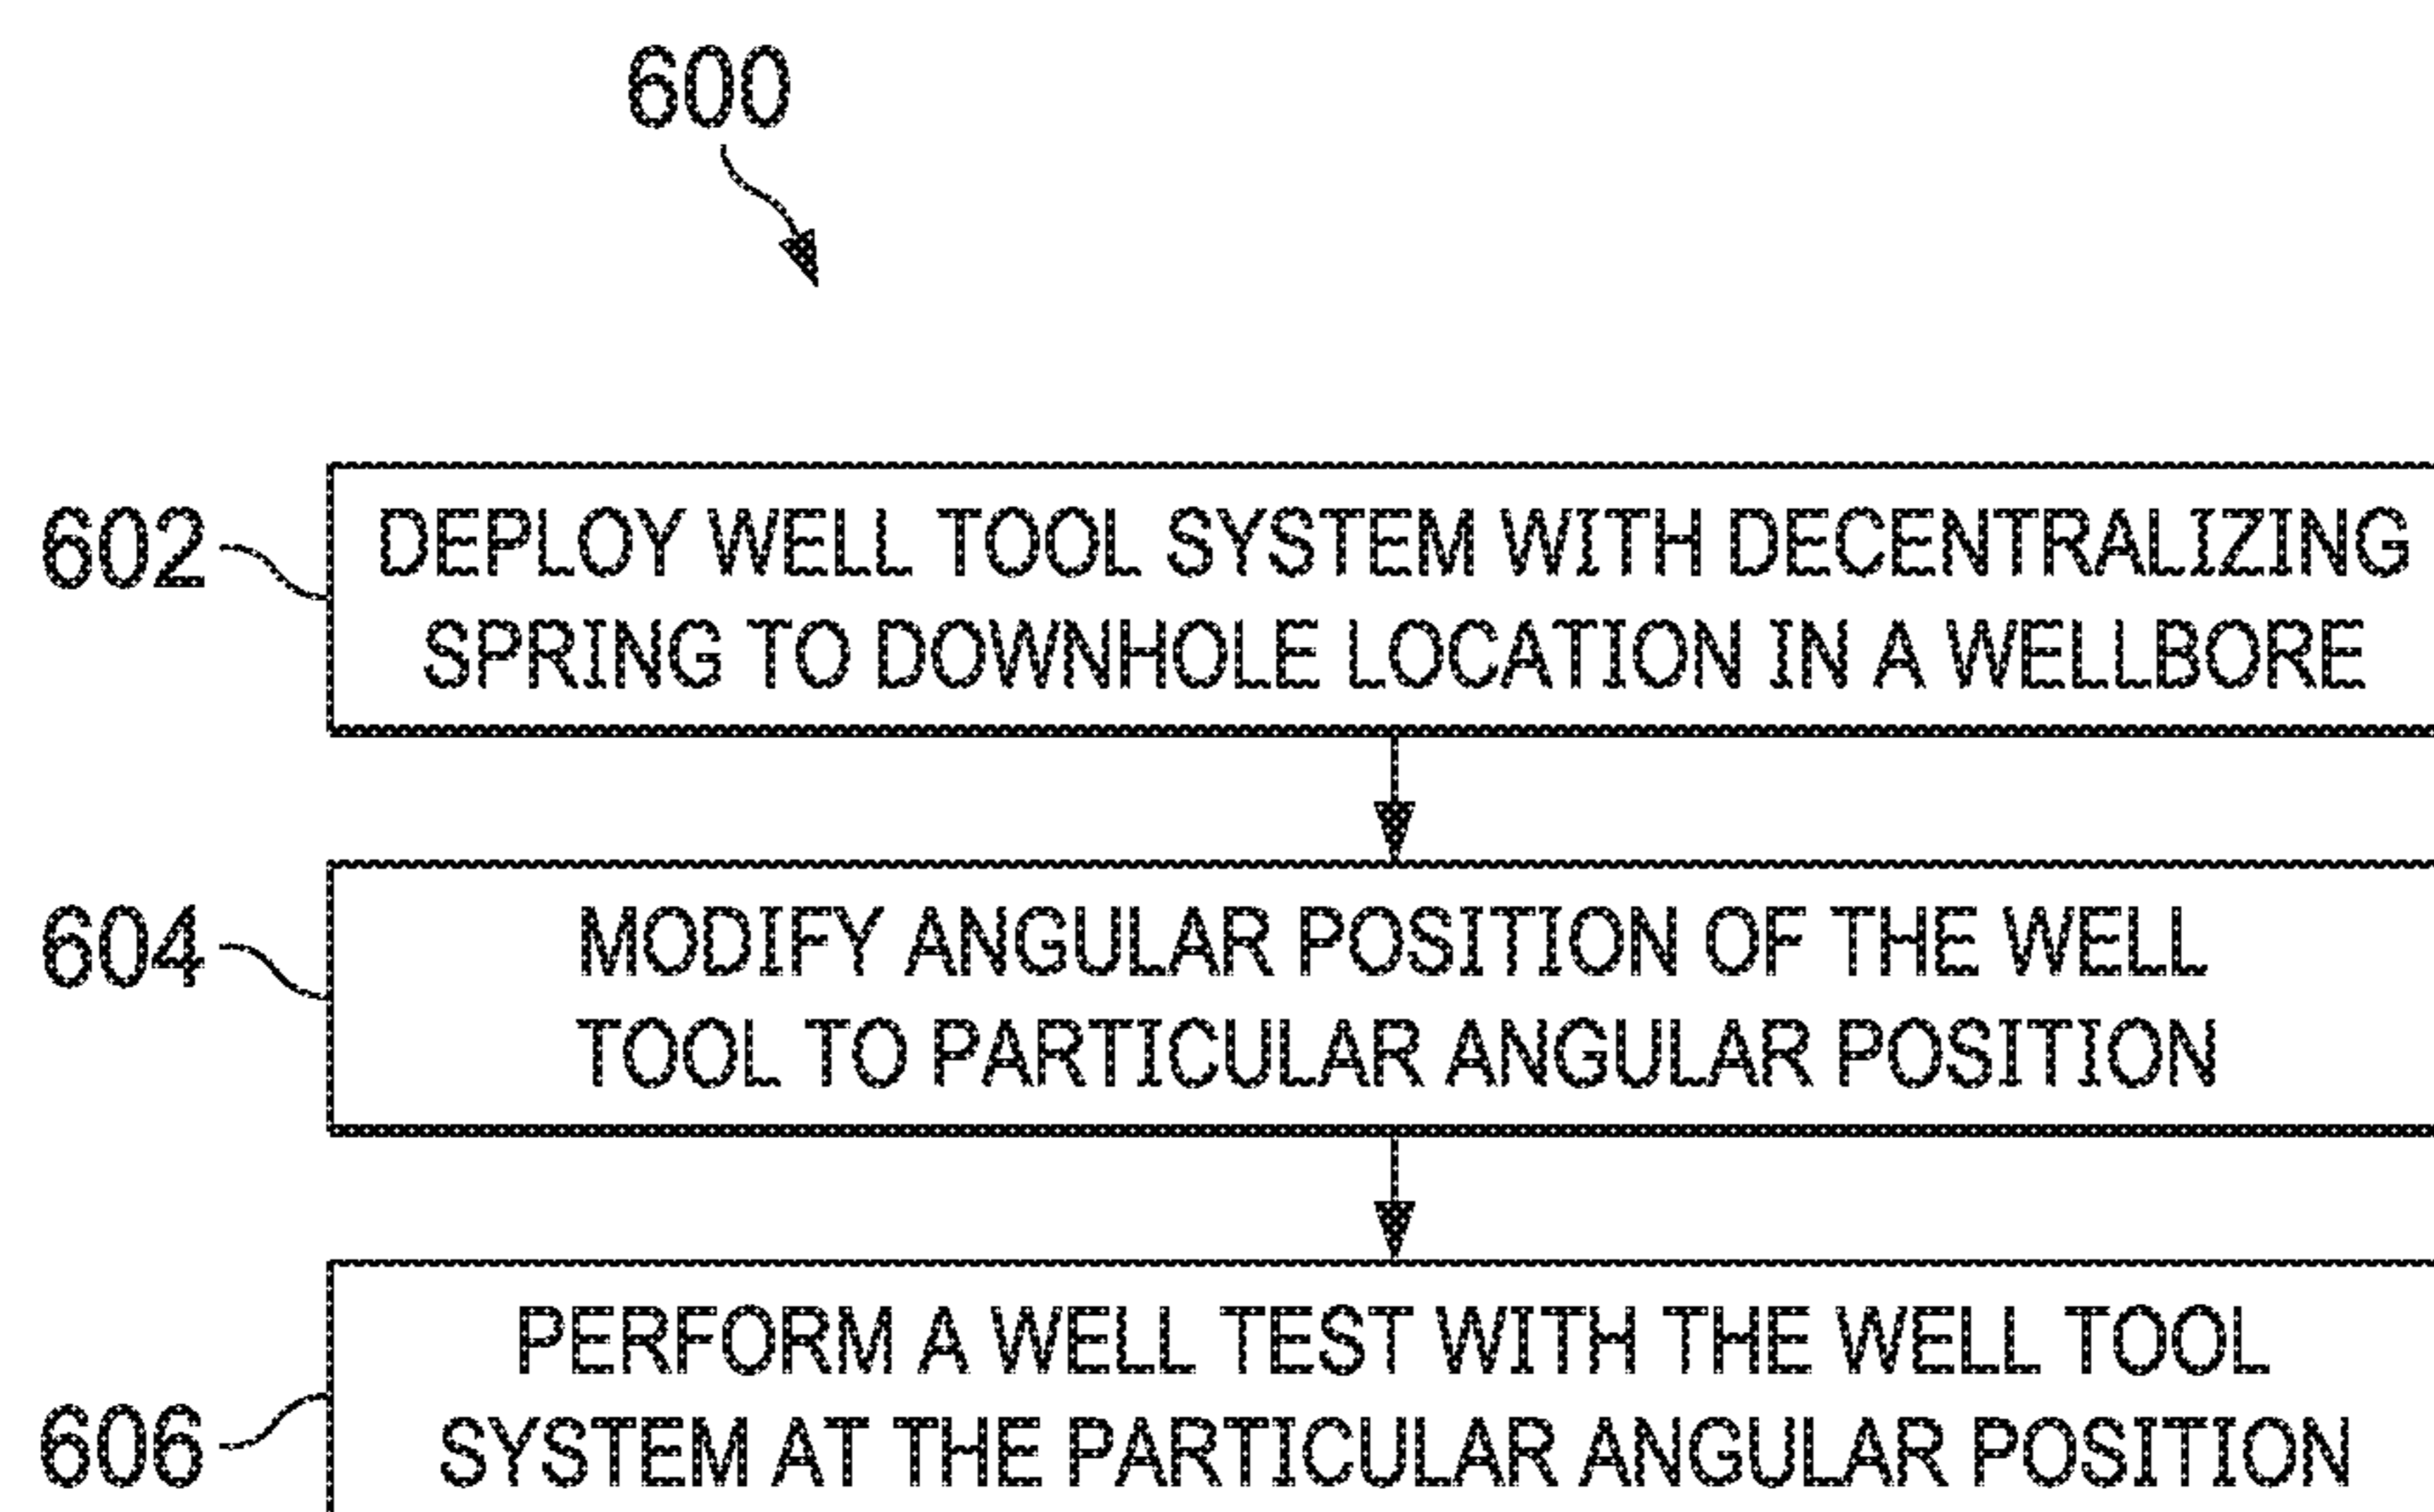 600
602
DEPLOY WELL TOOL SYSTEM WITH DECENTRALIZING
SPRING TO DOWNHOLE LOCATION IN A WELLBORE
604
MODIFY ANGULAR POSITION OF THE WELL
TOOL TO PARTICULAR ANGULAR POSITION
606
PERFORM A WELL TEST WITH THE WELL TOOL
SYSTEM AT THE PARTICULAR ANGULAR POSITION